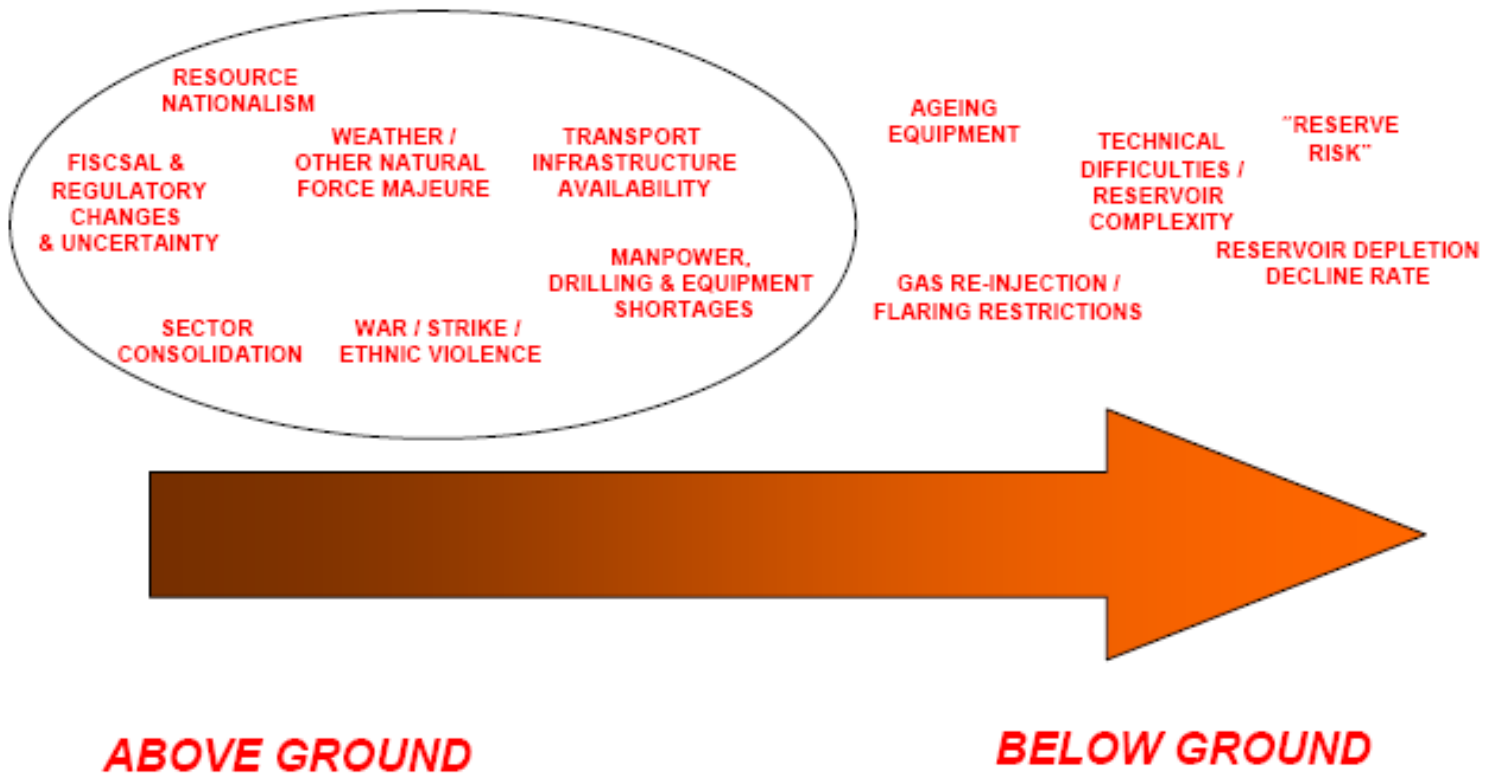 RESOURCE
NATIONALISM
WEATHER /
OTHER NATURAL
FORCE MAJEURE
TRANSPORT
INFRASTRUCTURE
AVAILABILITY
FISCSAL &
REGULATORY
CHANGES
& UNCERTAINTY
MANPOWER,
DRILLING & EQUIPMENT
SHORTAGES
SECTOR
CONSOLIDATION
WAR / STRIKE /
ETHNIC VIOLENCE
AGEING
EQUIPMENT
TECHNICAL
DIFFICULTIES /
RESERVOIR
COMPLEXITY
¨RESERVE
RISK¨
RESERVOIR DEPLETION
DECLINE RATE
GAS RE-INJECTION /
FLARING RESTRICTIONS
ABOVE GROUND
BELOW GROUND